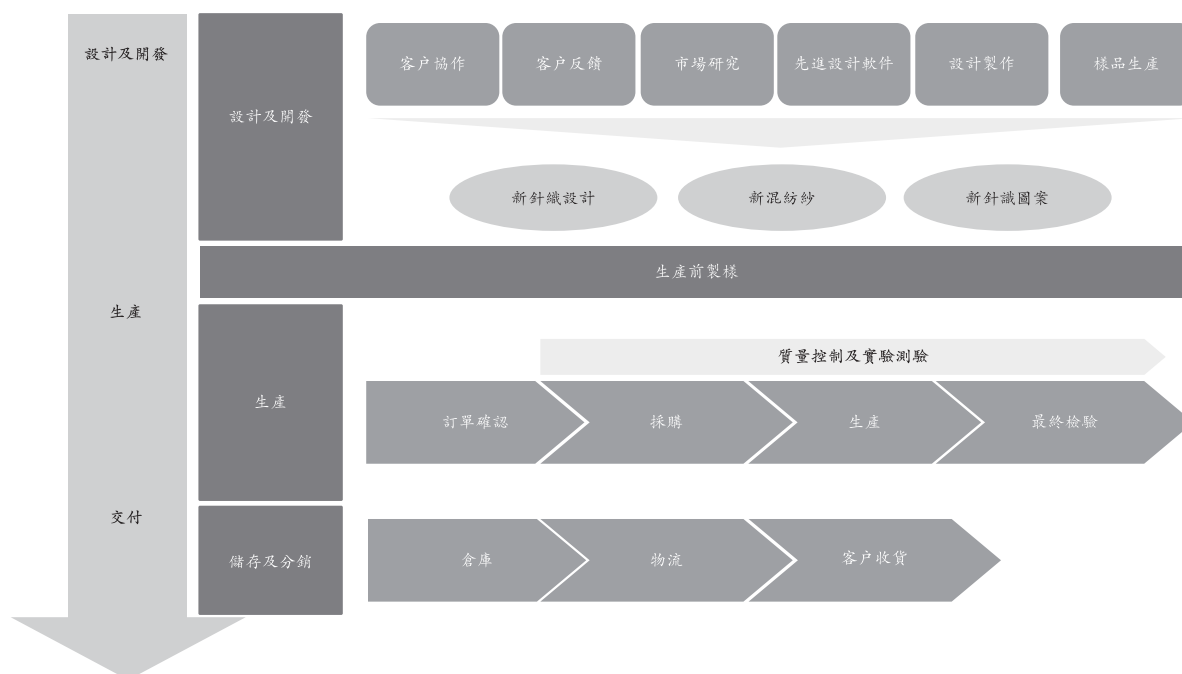 設計及開發
設計及開發
客户協作
客户反饋
市場研究
先進設計軟件
設計製作
樣品生產
新針織設計
新混紡紗
新針識圖案
生產前製樣
生產
生產
質量控制及實驗測驗
訂單確認
採購
生產
最終檢驗
交付
儲存及分銷
倉庫
物流
客户收貨